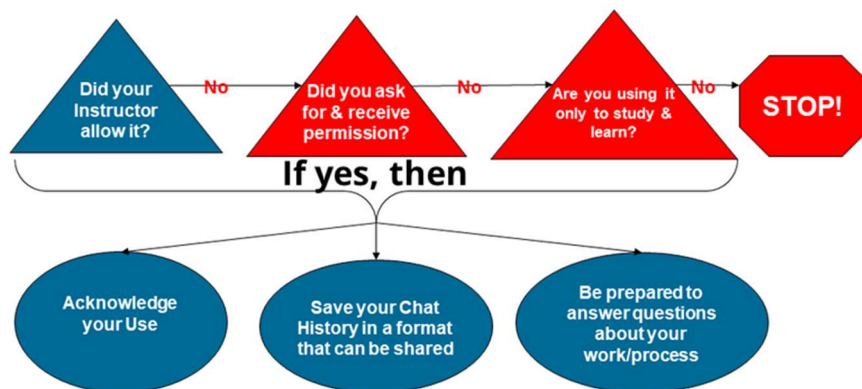 Did your
Instructor
allow it?
No
Did you ask
for & receive
permission?
No
Are you using it
only to study &
learn?
No
STOP!
If yes, then
Acknowledge
your Use
Save your Chat
History in a format
that can be shared
Be prepared to
answer questions
about your
work/process